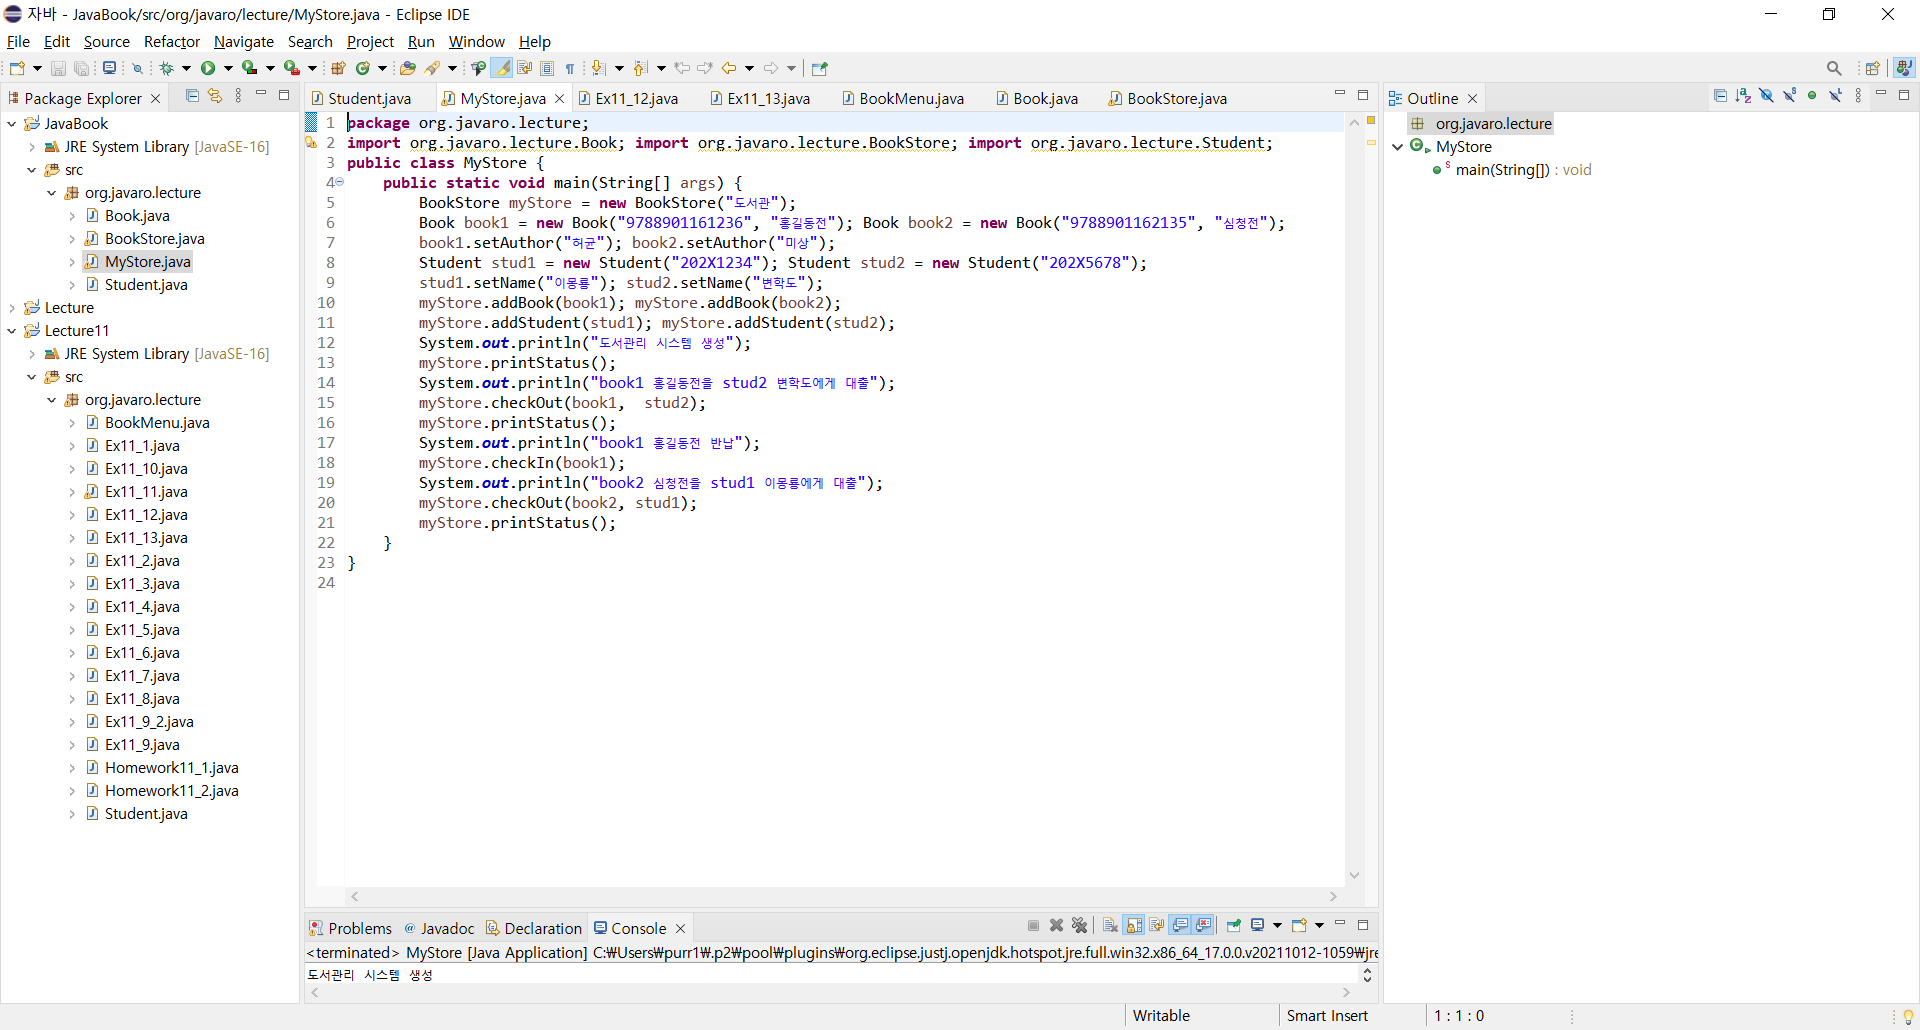 자바 - JavaBook/src/org/javaro/lecture/MyStore.java - Eclipse IDE
File Edit Source Refactor Navigate Search Project Run Window Help
Package Explorer
JavaBook
JRE System Library [JavaSE-16]
src
org.javaro.lecture
Book.java
BookStore.java
MyStore.java
Student.java
Lecture
Lecture11
JRE System Library [JavaSE-16]
src
org.javaro.lecture
BookMenu.java
Ex11_1.java
Ex11_10.java
Ex11_11.java
Ex11_12.java
Ex11_13.java
Ex11_2.java
Ex11_3.java
Ex11_4.java
Ex11_5.java
Ex11_6.java
Ex11_7.java
Ex11_8.java
Ex11_9_2.java
Ex11_9.java
Homework11_1.java
Homework11_2.java
Student.java
Student.java MyStore.java Ex11_12.java Ex11_13.java BookMenu.java Book.java BookStore.java
1 package org.javaro.lecture;
2 import org.javaro.lecture.Book; import org.javaro.lecture.BookStore; import org.javaro.lecture.Student;
3 public class MyStore {
4 public static void main(String[] args) {
5 BookStore myStore = new BookStore("도서관");
6 Book book1 = new Book("9788901161236", "홍길동전"); Book book2 = new Book("9788901162135", "심청전");
7 book1.setAuthor("허균"); book2.setAuthor("미상");
8 Student stud1 = new Student("202X1234"); Student stud2 = new Student("202X5678");
9 stud1.setName("이몽룡"); stud2.setName("변학도");
10 myStore.addBook(book1); myStore.addBook(book2);
11 myStore.addStudent(stud1); myStore.addStudent(stud2);
12 System.out.println("도서관리 시스템 생성");
13 myStore.printStatus();
14 System.out.println("book1 홍길동전을 stud2 변학도에게 대출");
15 myStore.checkOut(book1,  stud2);
16 myStore.printStatus();
17 System.out.println("book1 홍길동전 반납");
18 myStore.checkIn(book1);
19 System.out.println("book2 심청전을 stud1 이몽룡에게 대출");
20 myStore.checkOut(book2, stud1);
21 myStore.printStatus();
22 }
23 }
24
Problems @ Javadoc Declaration Console
<terminated> MyStore [Java Application] C:₩Users₩purr1₩.p2₩pool₩plugins₩org.eclipse.justj.openjdk.hotspot.jre.full.win32.x86_64_17.0.0.v20211012-1059₩jre
도서관리 시스템 생성
Outline
org.javaro.lecture
MyStore
main(String[]) : void
Writable Smart Insert 1 : 1 : 0